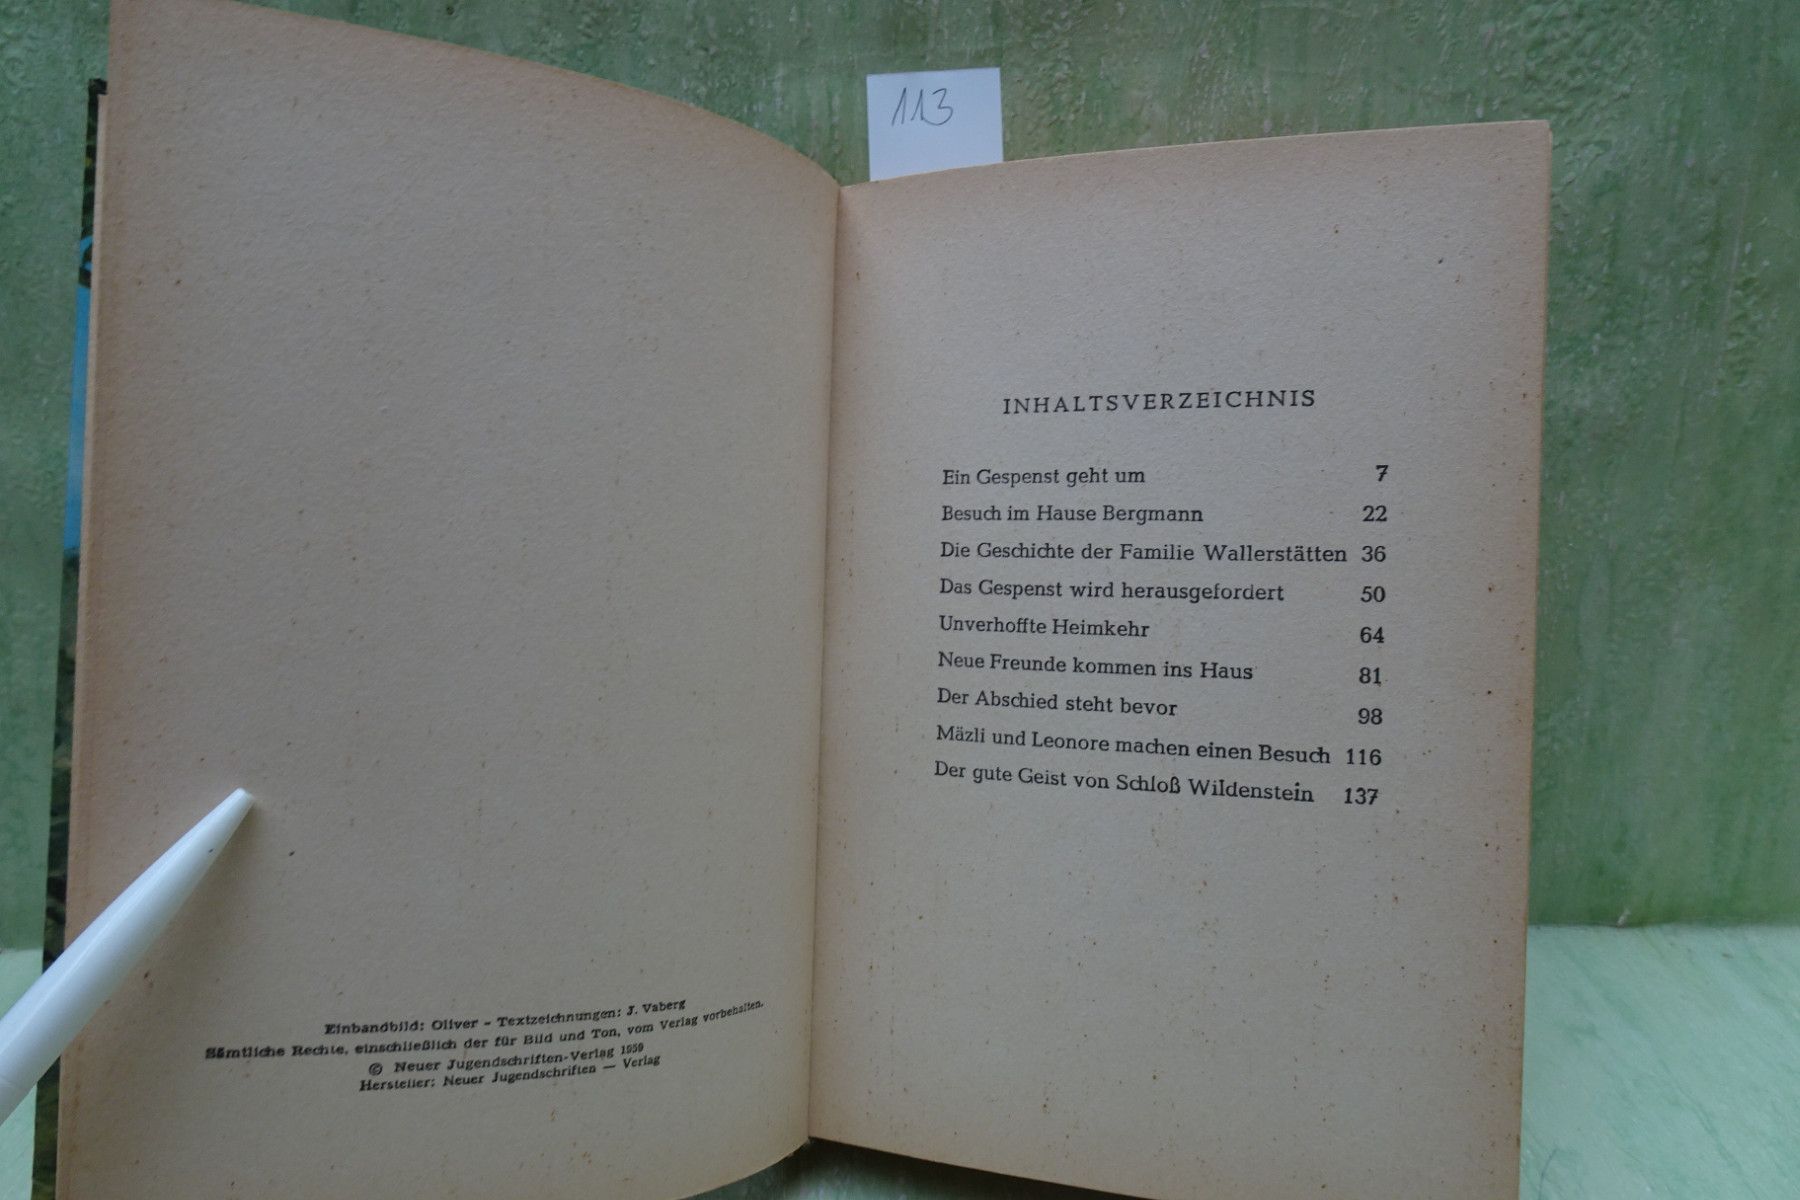 113
Einbandbild: Oliver – Textzeichnungen: J. Vaberg
Sämtliche Rechte, einschließlich der für Bild und Ton, vom Verlag vorbehalten.
© Neuer Jugendschriften-Verlag 1959
Hersteller: Neuer Jugendschriften — Verlag
INHALTSVERZEICHNIS
Ein Gespenst geht um 7
Besuch im Hause Bergmann 22
Die Geschichte der Familie Wallerstätten 36
Das Gespenst wird herausgefordert 50
Unverhoffte Heimkehr 64
Neue Freunde kommen ins Haus 81
Der Abschied steht bevor 98
Mäzli und Leonore machen einen Besuch 116
Der gute Geist von Schloß Wildenstein 137